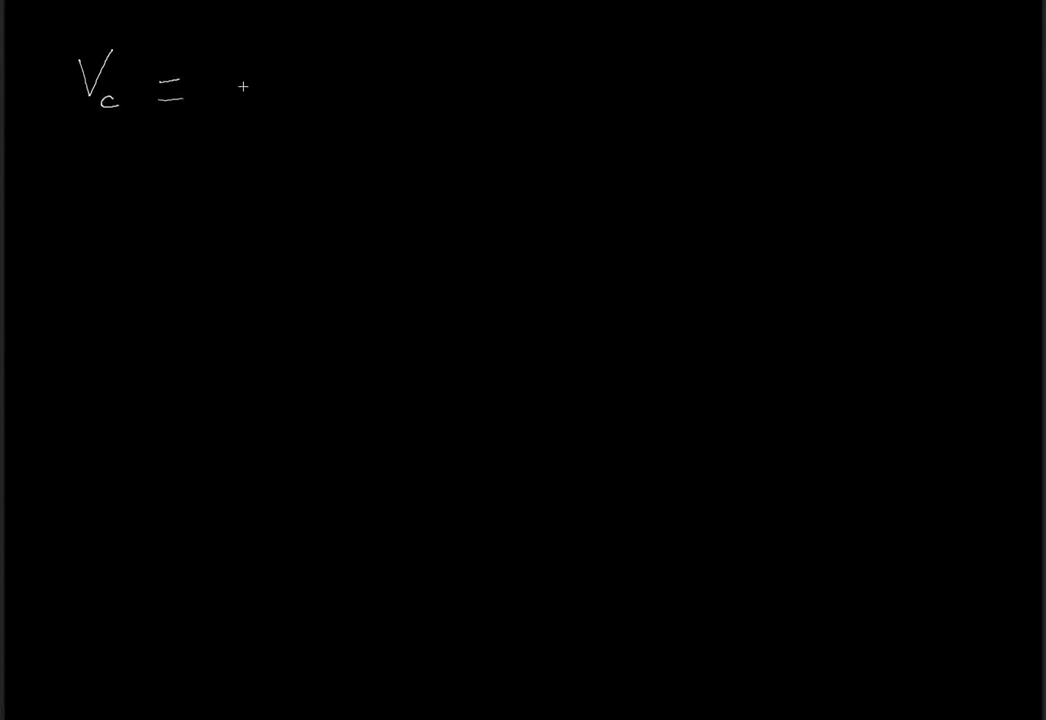 V_c =